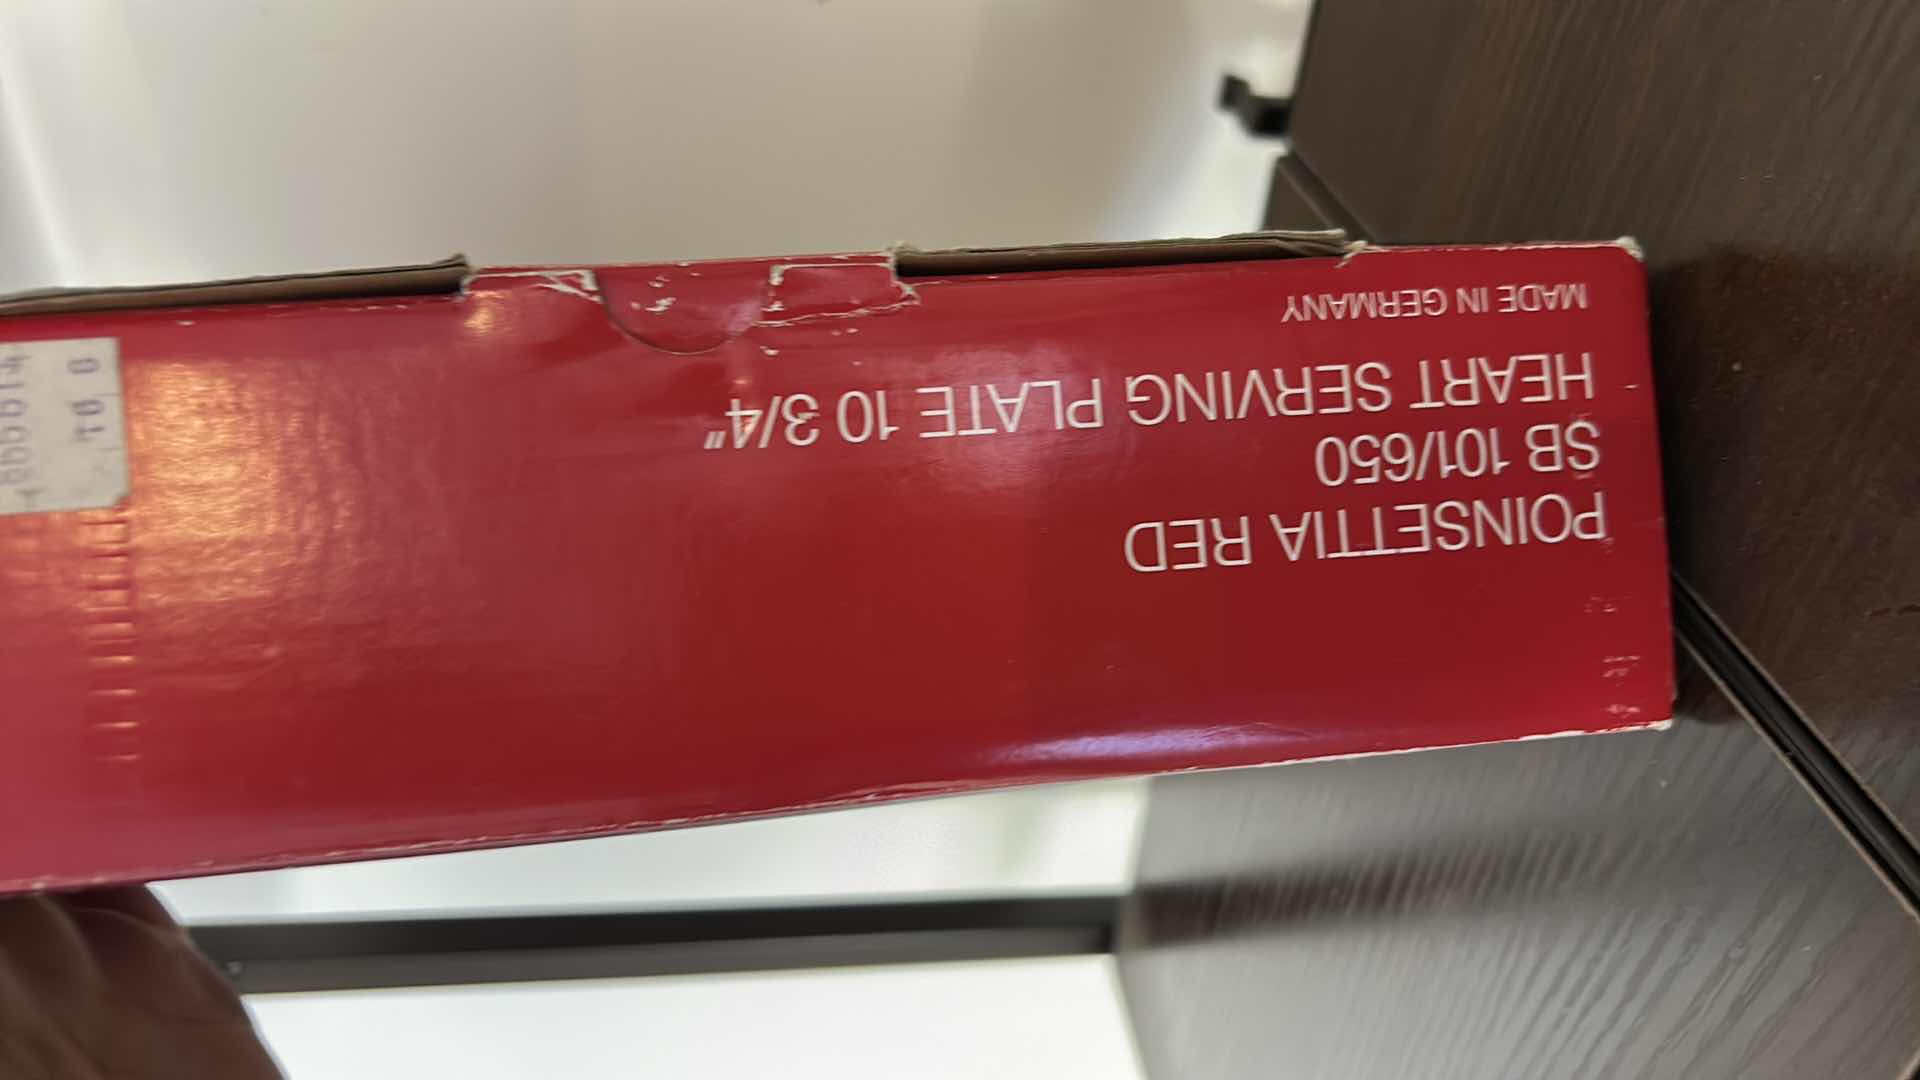 POINSETTIA RED
SB 101/650
HEART SERVING PLATE 10 3/4"
MADE IN GERMANY